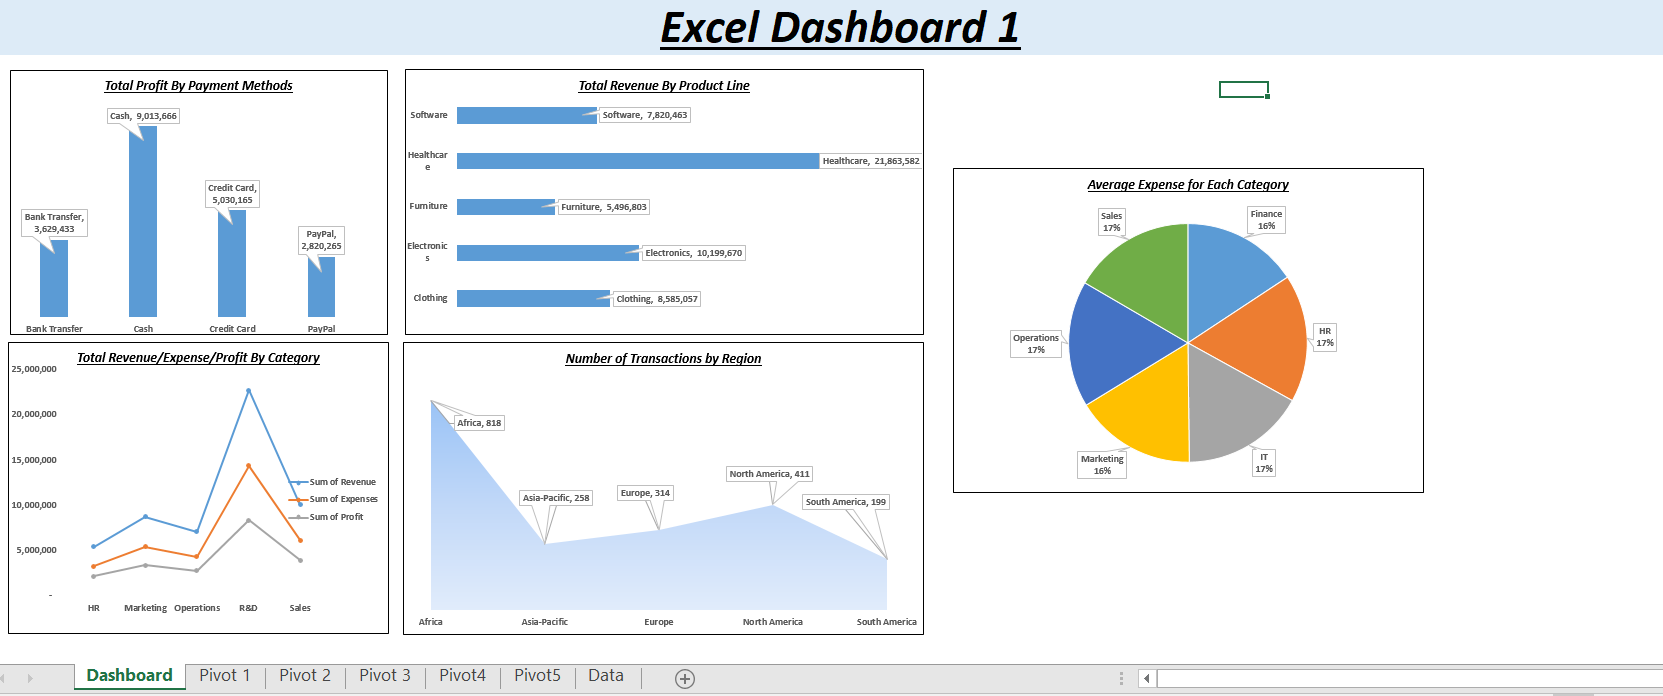 Excel Dashboard 1
Total Profit By Payment Methods
Cash, 9,013,666
Credit Card,
5,030,165
Bank Transfer,
3,629,433
PayPal,
2,820,265
Bank Transfer
Cash
Credit Card
PayPal
Total Revenue By Product Line
Software
Software, 7,820,463
Healthcar
e
Healthcare, 21,863,582
Furniture
Furniture, 5,496,803
Electronic
s
Electronics, 10,199,670
Clothing
Clothing, 8,585,057
Average Expense for Each Category
Sales
17%
Finance
16%
Operations
17%
HR
17%
Marketing
16%
IT
17%
Total Revenue/Expense/Profit By Category
25,000,000
20,000,000
15,000,000
10,000,000
5,000,000
-
Sum of Revenue
Sum of Expenses
Sum of Profit
HR
Marketing
Operations
R&D
Sales
Number of Transactions by Region
Africa, 818
Asia-Pacific, 258
Europe, 314
North America, 411
South America, 199
Africa
Asia-Pacific
Europe
North America
South America
Dashboard
Pivot 1
Pivot 2
Pivot 3
Pivot4
Pivot5
Data